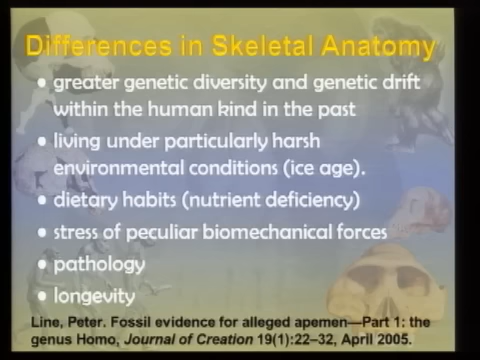 Differences in Skeletal Anatomy
• greater genetic diversity and genetic drift
within the human kind in the past
• living under particularly harsh
environmental conditions (ice age).
• dietary habits (nutrient deficiency)
• stress of peculiar biomechanical forces
• pathology
• longevity
Line, Peter. Fossil evidence for alleged apemen—Part 1: the
genus Homo, Journal of Creation 19(1):22–32, April 2005.